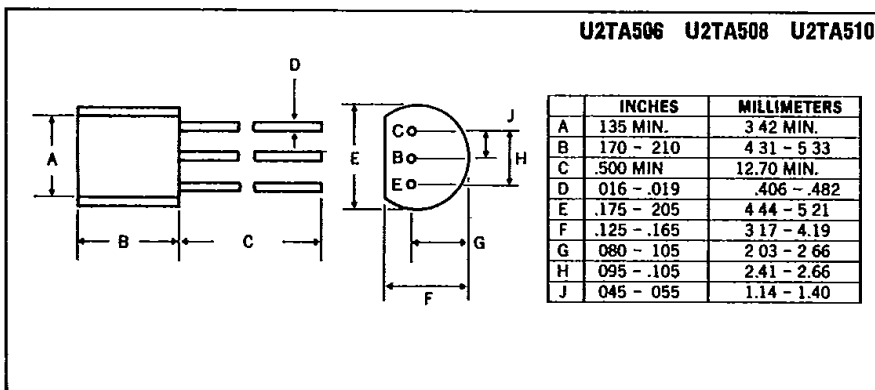 U2TA506 U2TA508 U2TA510
D
A
E
C
B
E
J
H
G
B
C
F
INCHES MILLIMETERS
A 135 MIN. 3 42 MIN.
B 170 - 210 4 31 - 5 33
C .500 MIN 12.70 MIN.
D 016 - .019 .406 - .482
E .175 - 205 4 44 - 5 21
F .125 - .165 3 17 - 4.19
G 080 - 105 2 03 - 2 66
H 095 - .105 2.41 - 2.66
J 045 - 055 1.14 - 1.40